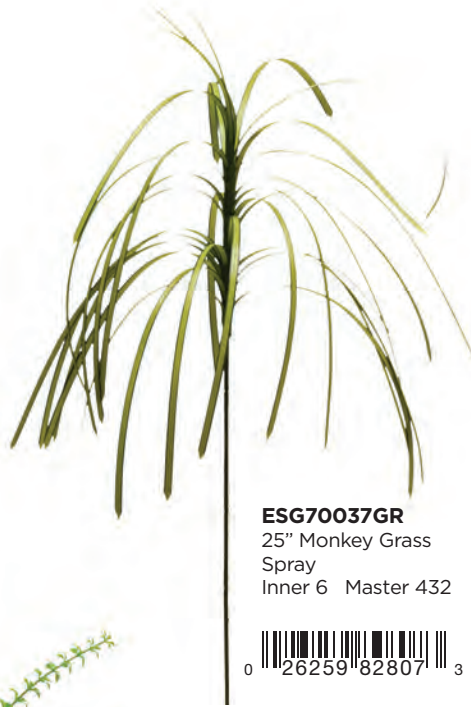 ESG70037GR
25” Monkey Grass
Spray
Inner 6 Master 432
0 26259 82807 3